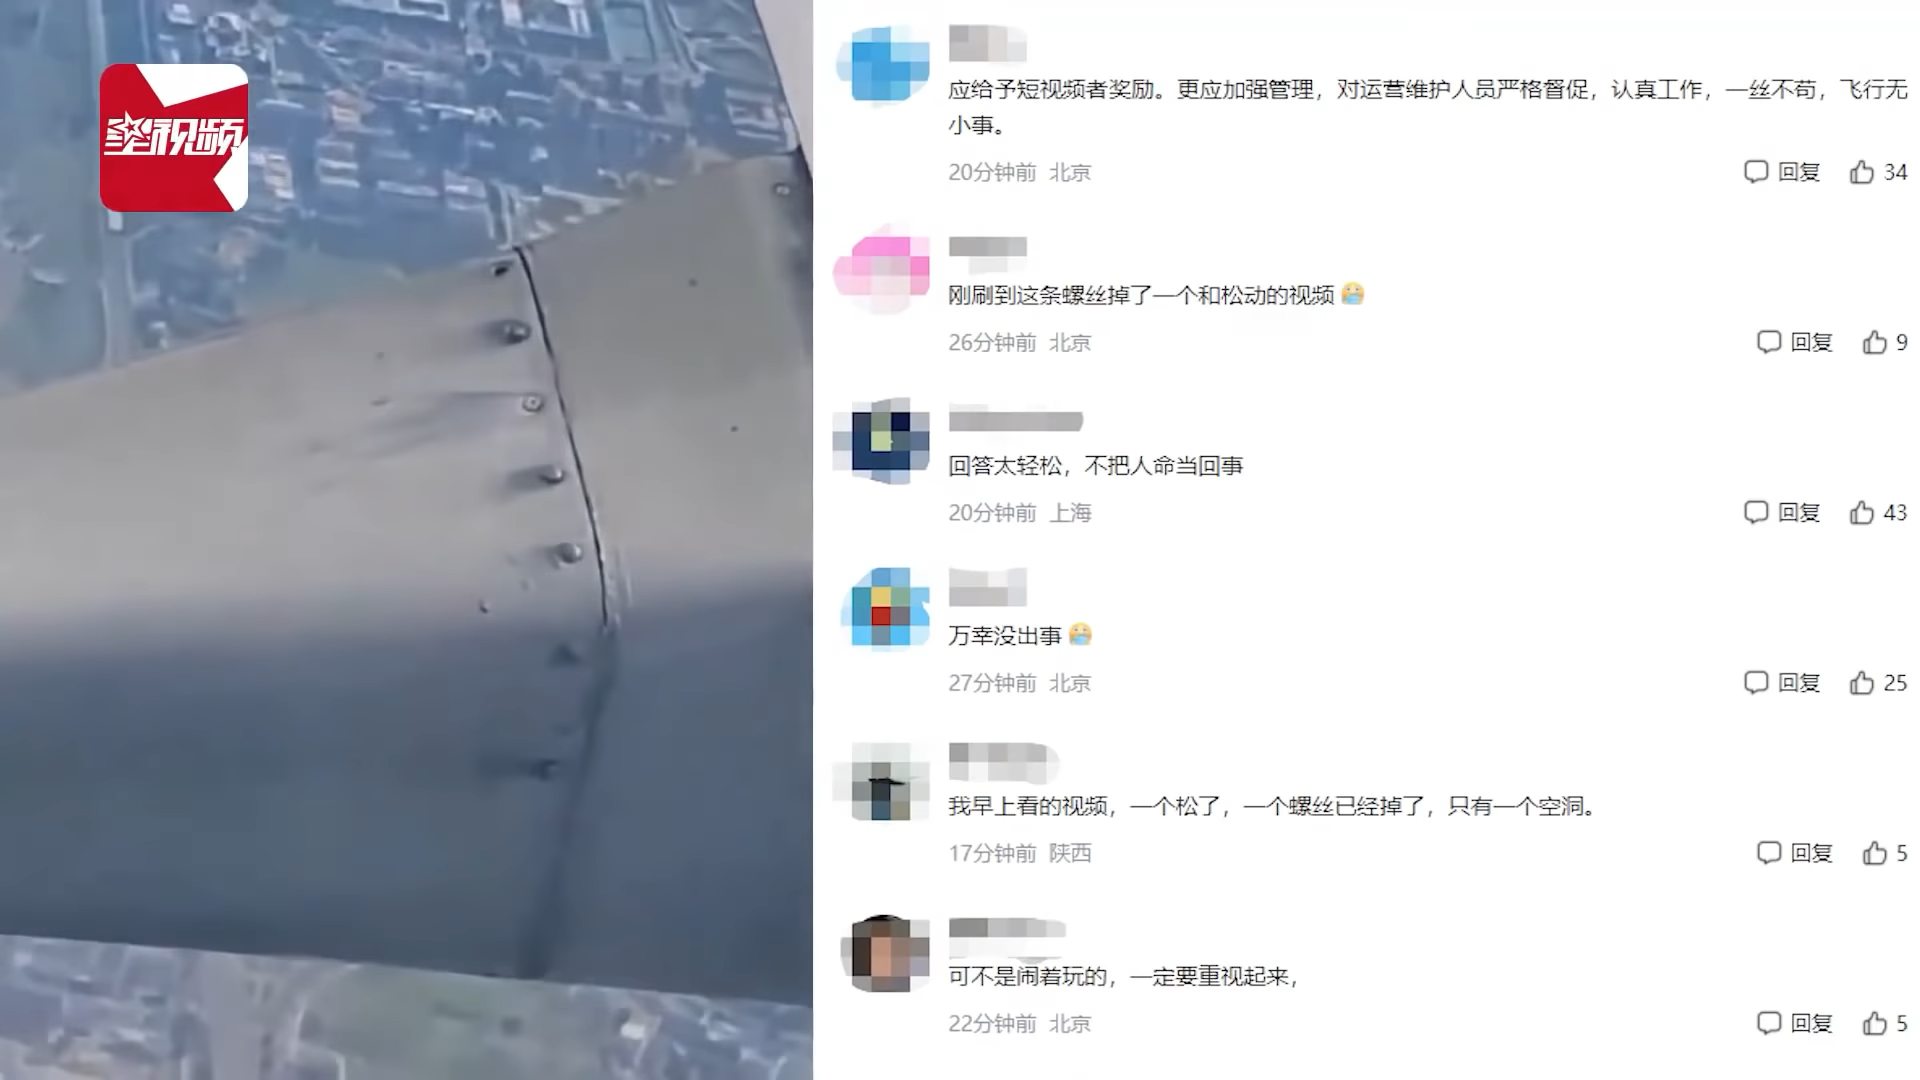 星视频
应给予短视频者奖励。更应加强管理，对运营维护人员严格督促，认真工作，一丝不苟，飞行无
小事。
20分钟前 北京
回复 34
刚刷到这条螺丝掉了一个和松动的视频
26分钟前 北京
回复 9
回答太轻松，不把人命当回事
20分钟前 上海
回复 43
万幸没出事
27分钟前 北京
回复 25
我早上看的视频，一个松了，一个螺丝已经掉了，只有一个空洞。
17分钟前 陕西
回复 5
可不是闹着玩的，一定要重视起来，
22分钟前 北京
回复 5